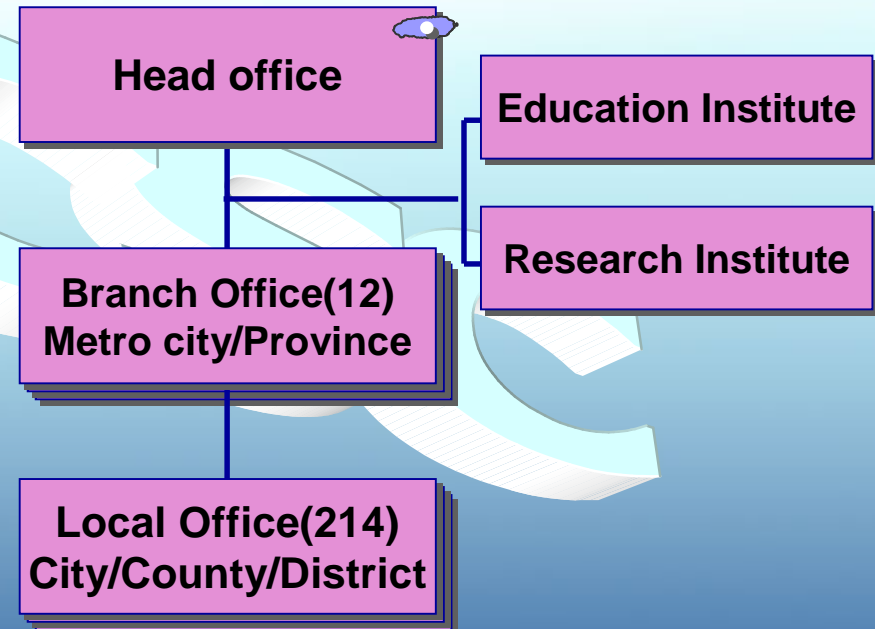 Head office
Education Institute
Research Institute
Branch Office(12)
Metro city/Province
Local Office(214)
City/County/District